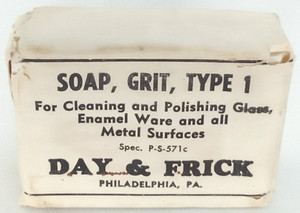 SOAP, GRIT, TYPE 1
For Cleaning and Polishing Glass,
Enamel Ware and all
Metal Surfaces
Spec. P-S-571c
DAY & FRICK
PHILADELPHIA, PA.